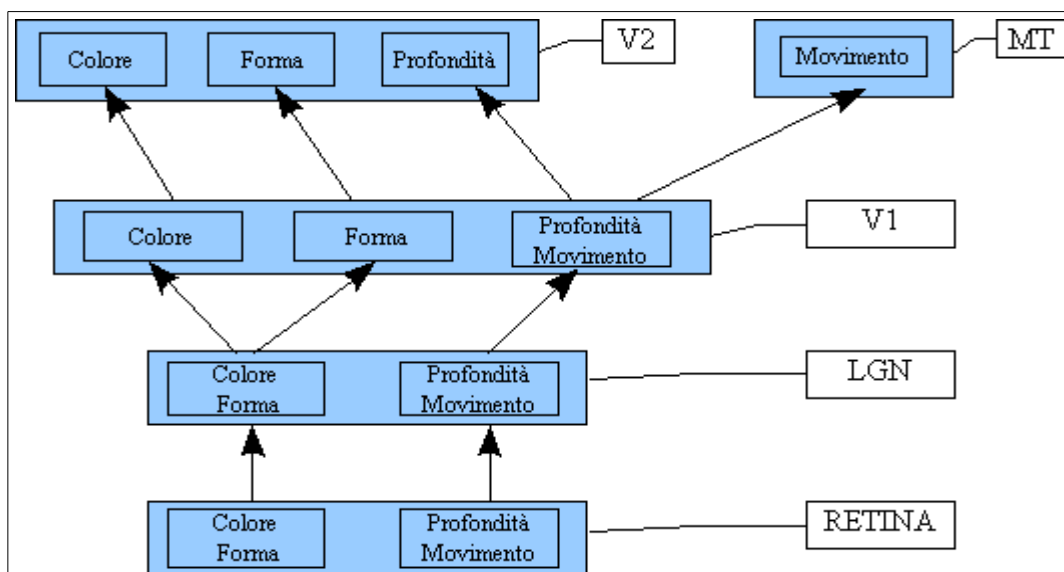 Colore
Forma
Profondità
V2
Movimento
MT
Colore
Forma
Profondità
Movimento
V1
Colore
Forma
Profondità
Movimento
LGN
Colore
Forma
Profondità
Movimento
RETINA